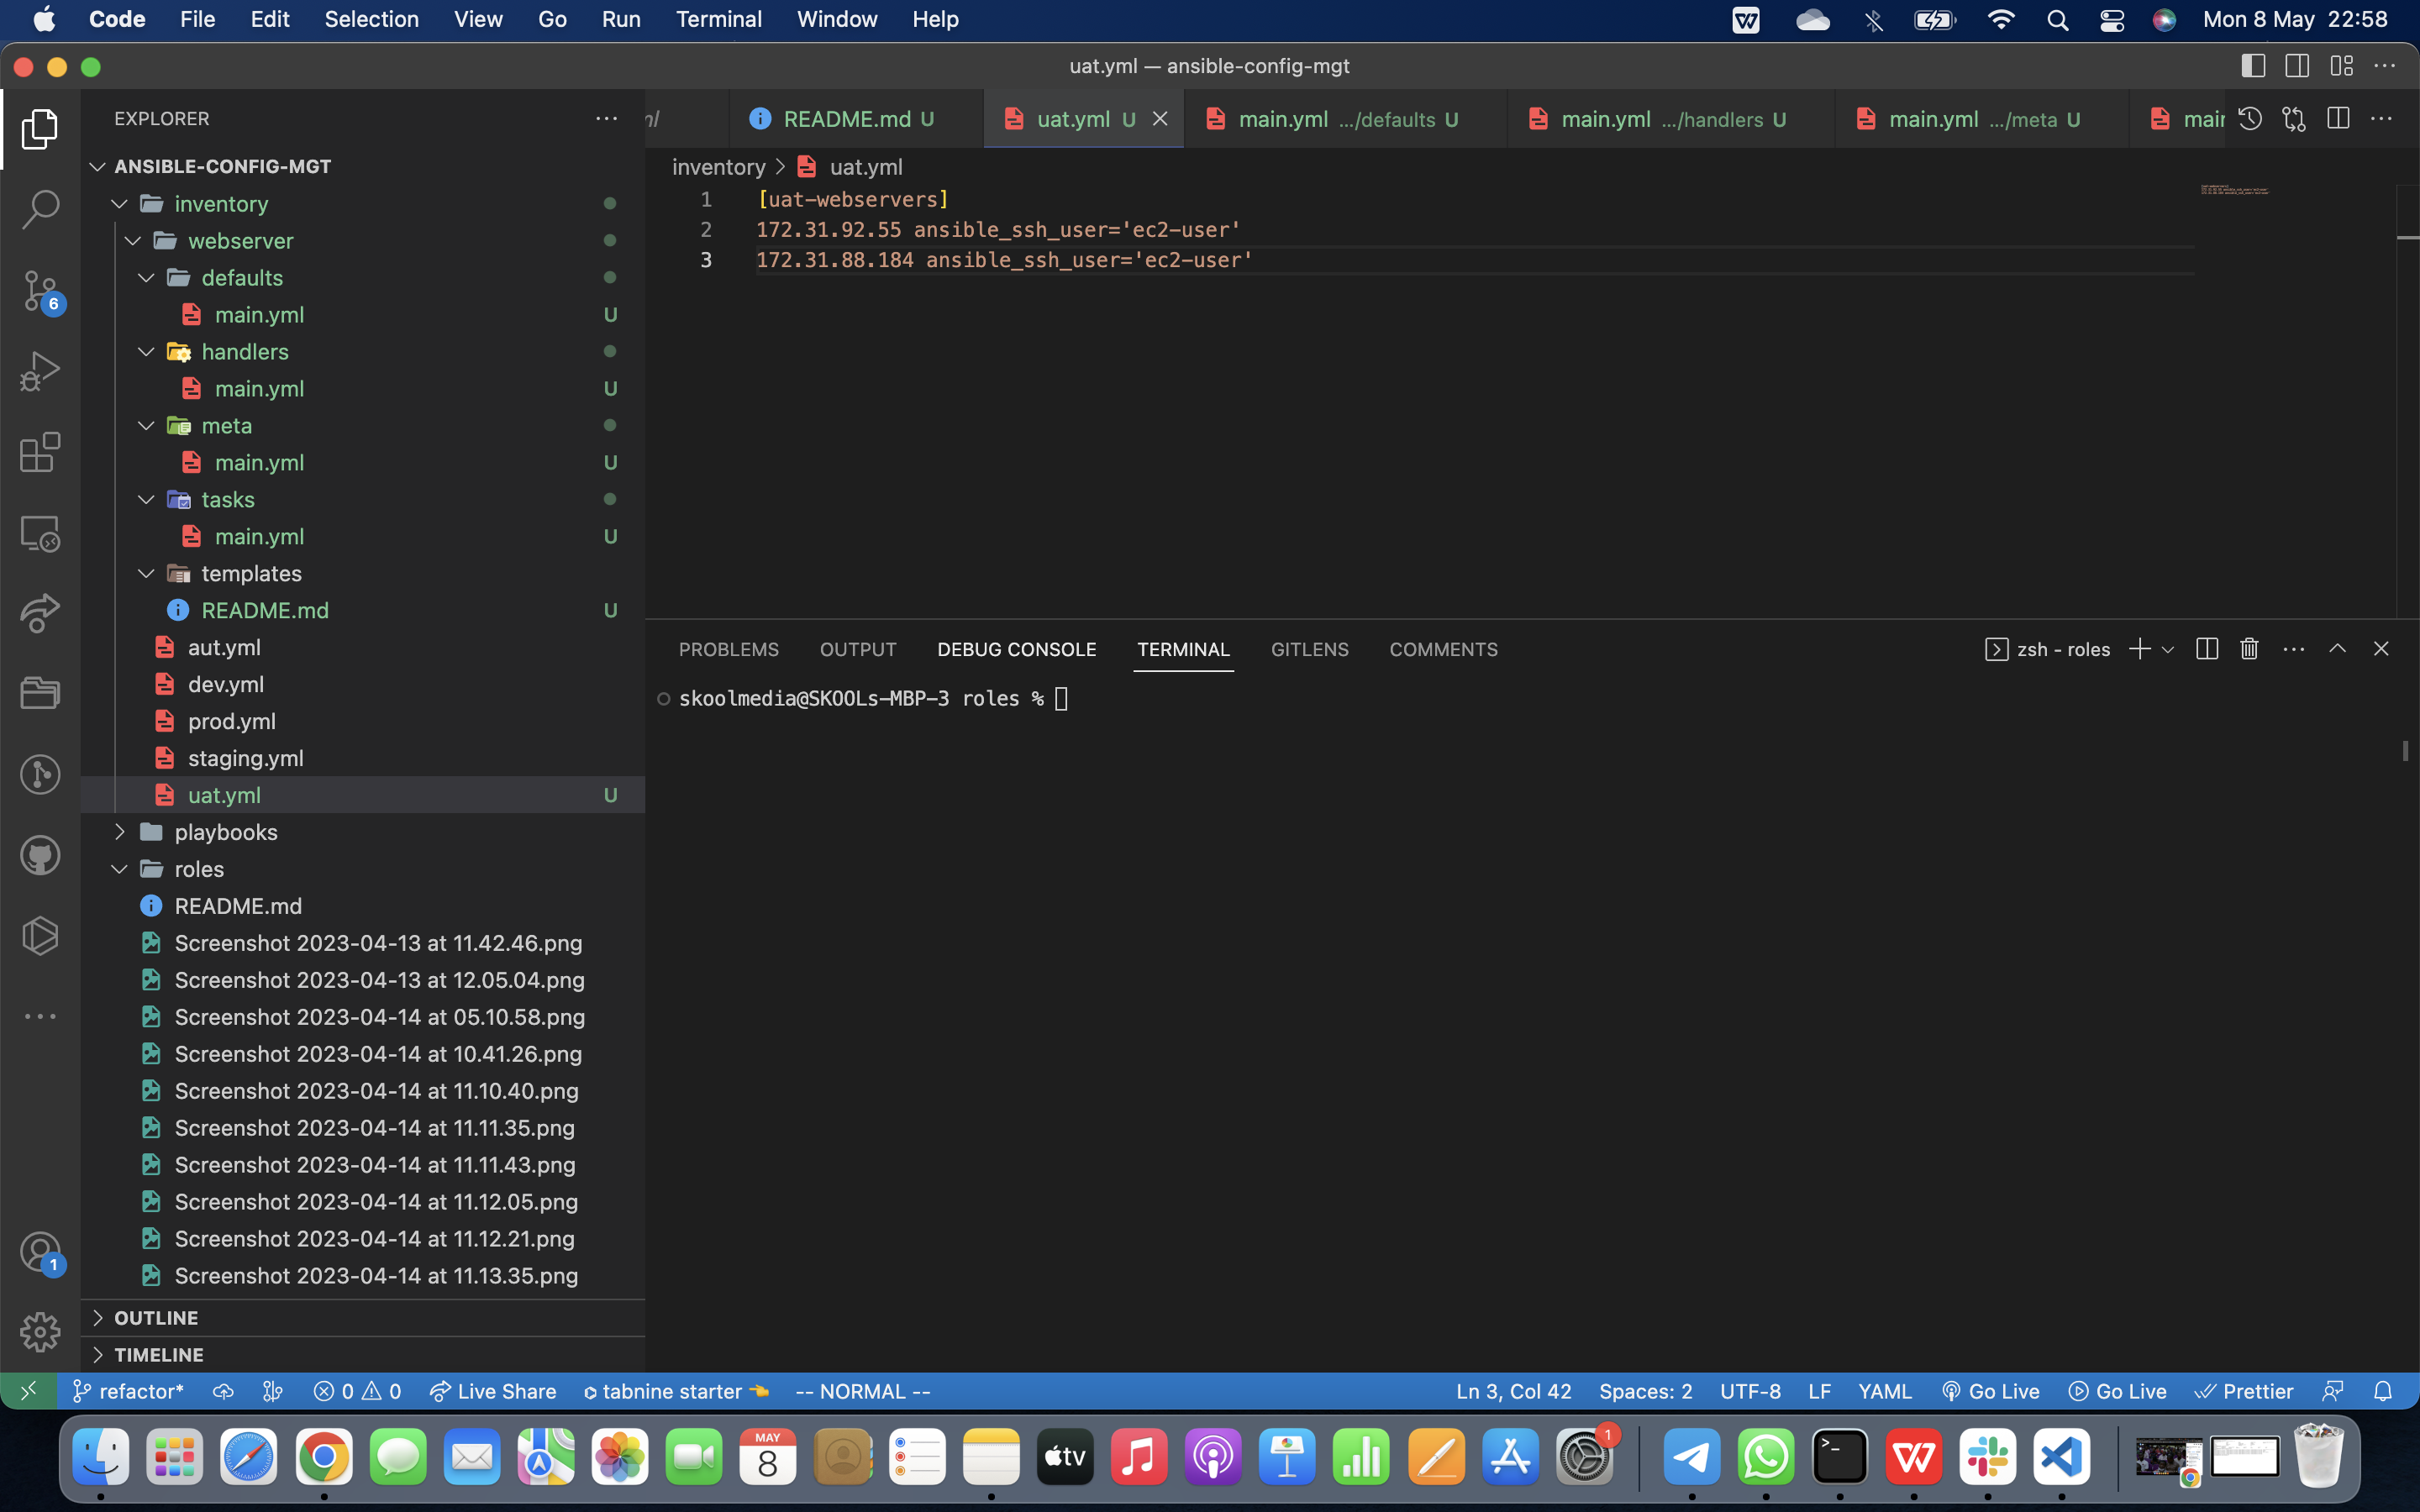 Code File Edit Selection View Go Run Terminal Window Help Mon 8 May 22:58
uat.yml — ansible-config-mgt
EXPLORER
README.md U
uat.yml U
main.yml .../defaults U
main.yml .../handlers U
main.yml .../meta U
ANSIBLE-CONFIG-MGT
inventory
webserver
defaults
main.yml U
handlers
main.yml U
meta
main.yml U
tasks
main.yml U
templates
README.md U
aut.yml
dev.yml
prod.yml
staging.yml
uat.yml U
playbooks
roles
README.md
Screenshot 2023-04-13 at 11.42.46.png
Screenshot 2023-04-13 at 12.05.04.png
Screenshot 2023-04-14 at 05.10.58.png
Screenshot 2023-04-14 at 10.41.26.png
Screenshot 2023-04-14 at 11.10.40.png
Screenshot 2023-04-14 at 11.11.35.png
Screenshot 2023-04-14 at 11.11.43.png
Screenshot 2023-04-14 at 11.12.05.png
Screenshot 2023-04-14 at 11.12.21.png
Screenshot 2023-04-14 at 11.13.35.png
OUTLINE
TIMELINE
6
1
inventory > uat.yml
1 [uat-webservers]
2 172.31.92.55 ansible_ssh_user='ec2-user'
3 172.31.88.184 ansible_ssh_user='ec2-user'
PROBLEMS OUTPUT DEBUG CONSOLE TERMINAL GITLENS COMMENTS zsh - roles
skoolmedia@SKOOLs-MBP-3 roles %
refactor* 0 0 Live Share tabnine starter -- NORMAL -- Ln 3, Col 42 Spaces: 2 UTF-8 LF YAML Go Live Go Live Prettier
MAY
8
tv
1